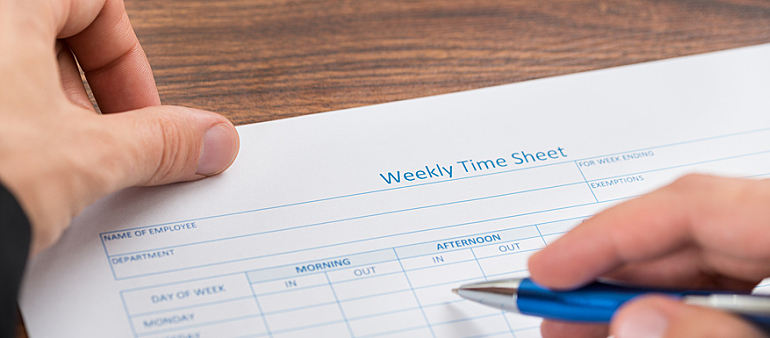 Weekly Time Sheet
FOR WEEK ENDING
NAME OF EMPLOYEE
EXEMPTIONS
DEPARTMENT
MORNING AFTERNOON
DAY OF WEEK IN OUT IN OUT
MONDAY